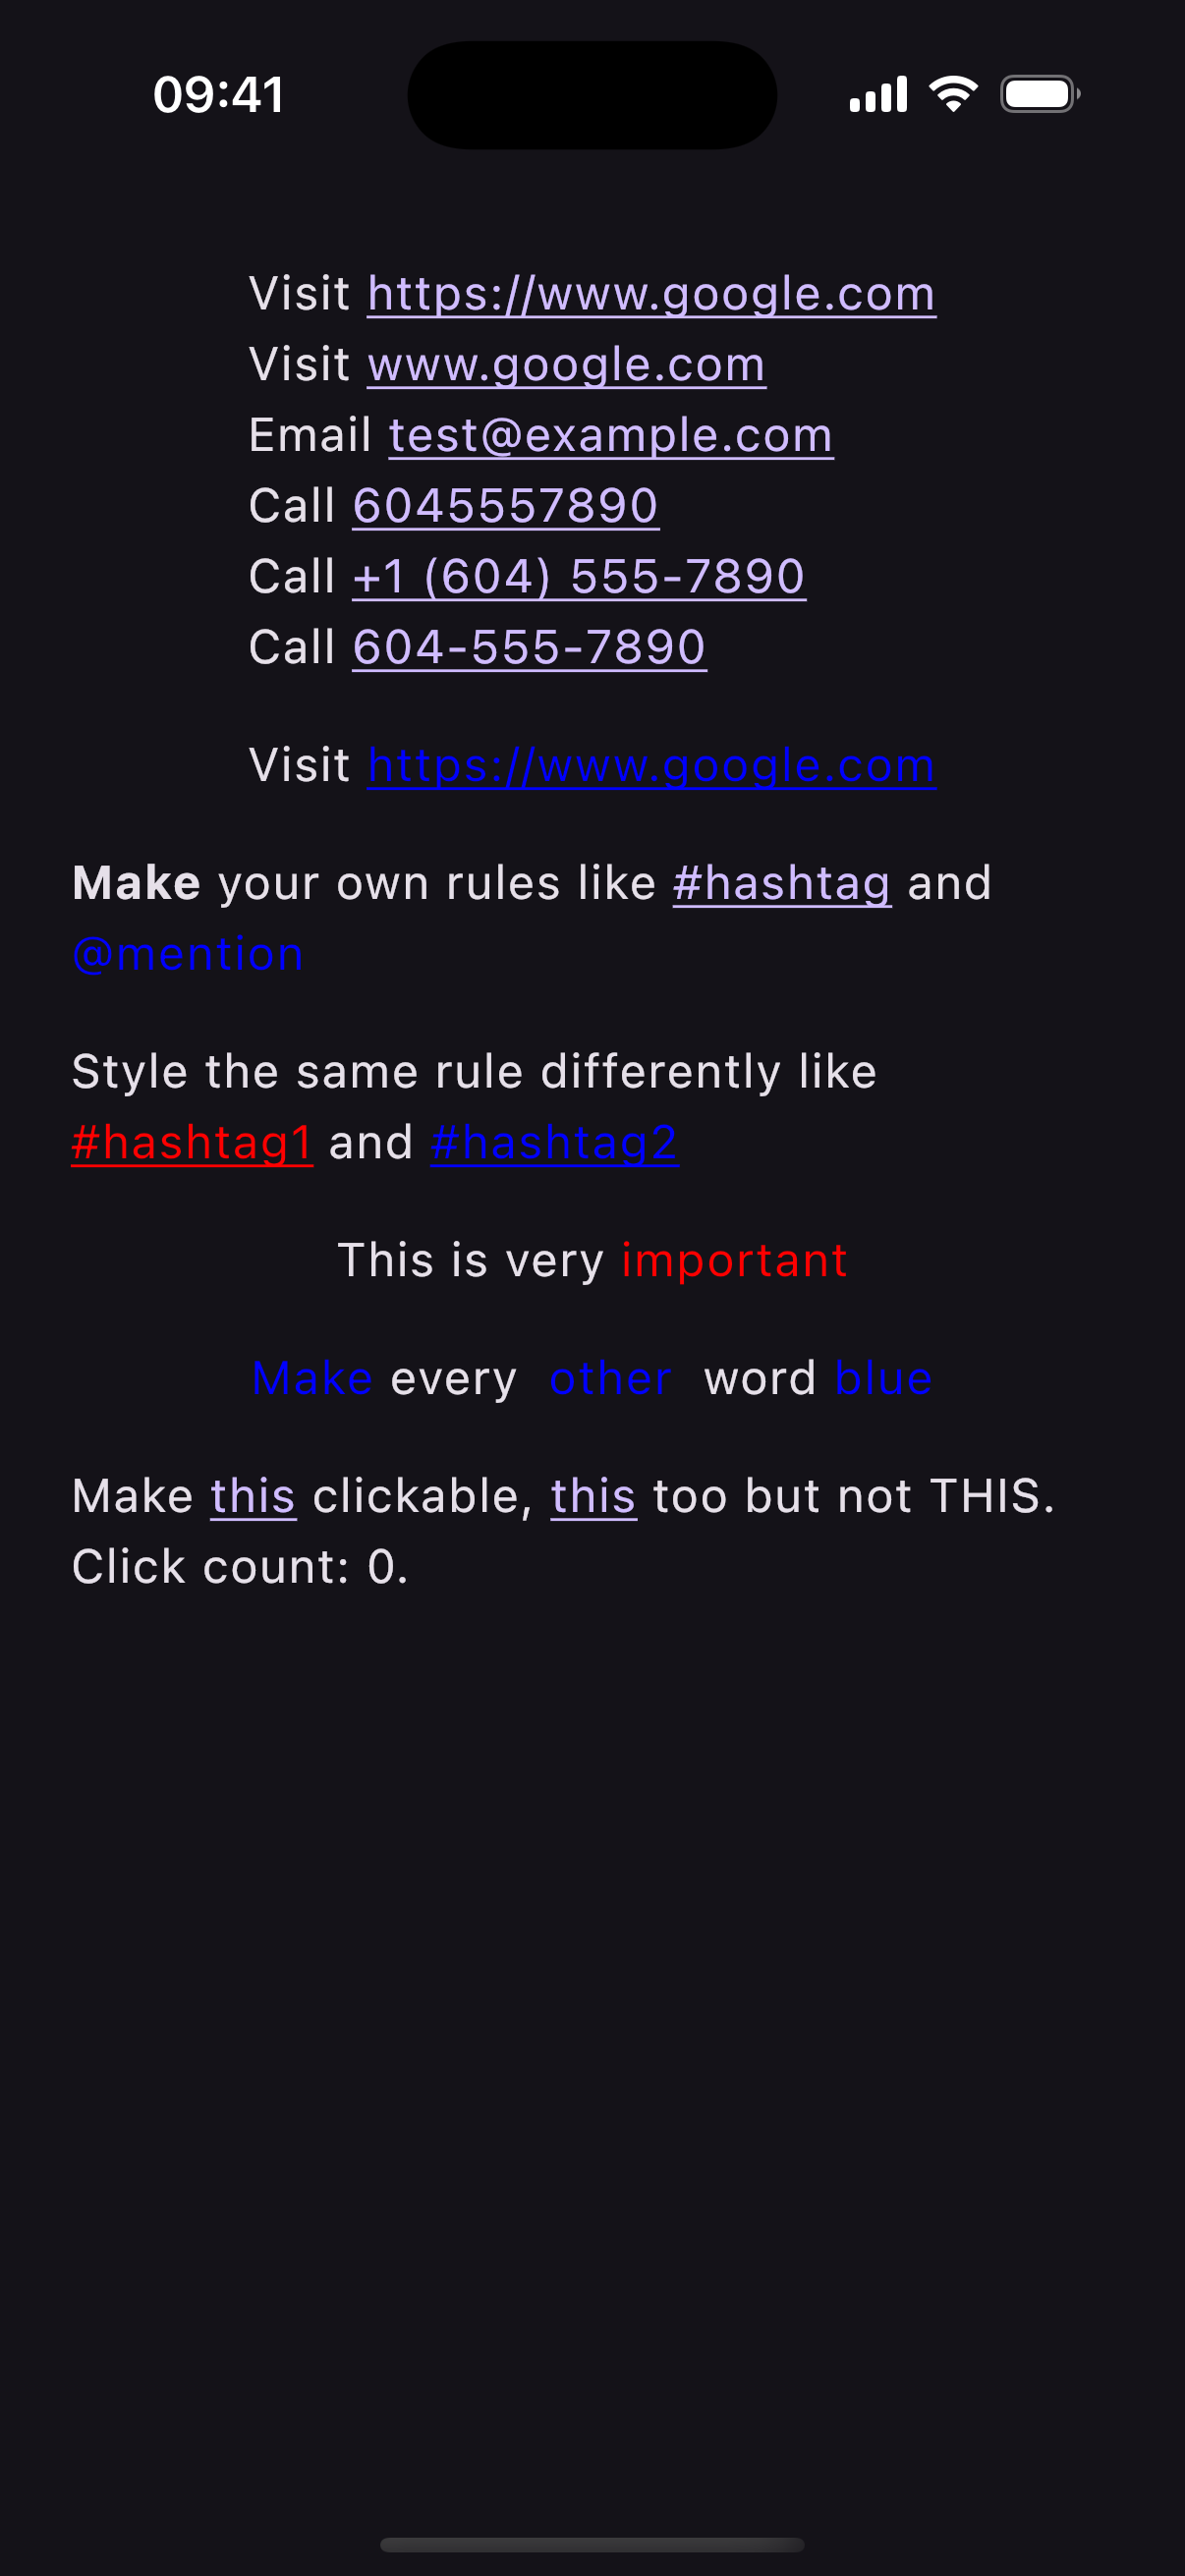 09:41
Visit https://www.google.com
Visit www.google.com
Email test@example.com
Call 6045557890
Call +1 (604) 555-7890
Call 604-555-7890
Visit https://www.google.com
Make your own rules like #hashtag and
@mention
Style the same rule differently like
#hashtag1 and #hashtag2
This is very important
Make every  other  word blue
Make this clickable, this too but not THIS.
Click count: 0.